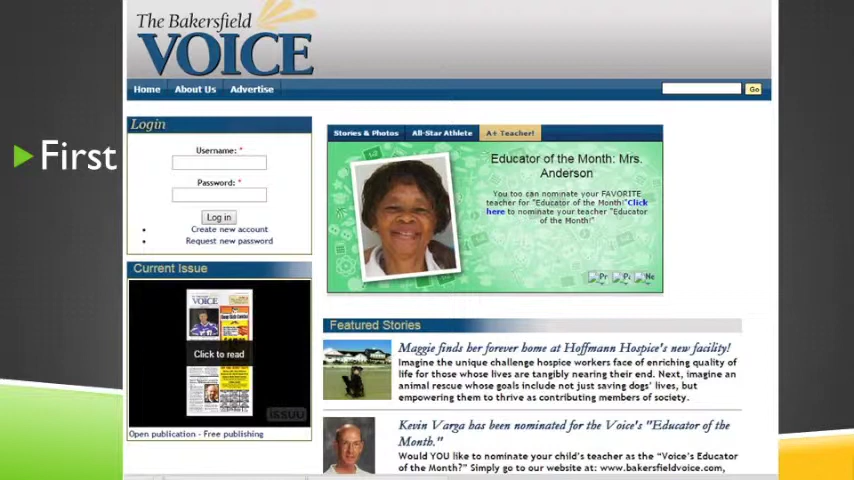 The Bakersfield
VOICE
Home About Us Advertise
Go
First
Login
Username: *
Password: *
Log in
Create new account
Request new password
Current Issue
VOICE
Click to read
issuu
Open publication - Free publishing
Stories & Photos All-Star Athlete A+ Teacher!
Educator of the Month: Mrs.
Anderson
You too can nominate your FAVORITE
teacher for "Educator of the Month!"Click
here to nominate your teacher "Educator
of the Month!"
Pr Pa Ne
Featured Stories
Maggie finds her forever home at Hoffmann Hospice's new facility!
Imagine the unique challenge hospice workers face of enriching quality of
life for those whose lives are tangibly nearing their end. Next, imagine an
animal rescue whose goals include not just saving dogs' lives, but
empowering them to thrive as contributing members of society.
Kevin Varga has been nominated for the Voice's "Educator of the
Month."
Would YOU like to nominate your child's teacher as the "Voice's Educator
of the Month?" Simply go to our website at: www.bakersfieldvoice.com,